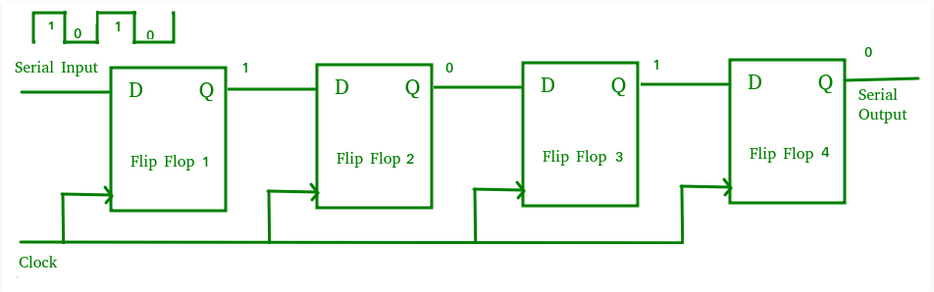 1 0 1 0
Serial Input
1
0
1
0
D Q
D Q
D Q
D Q
Serial
Output
Flip Flop 1
Flip Flop 2
Flip Flop 3
Flip Flop 4
Clock